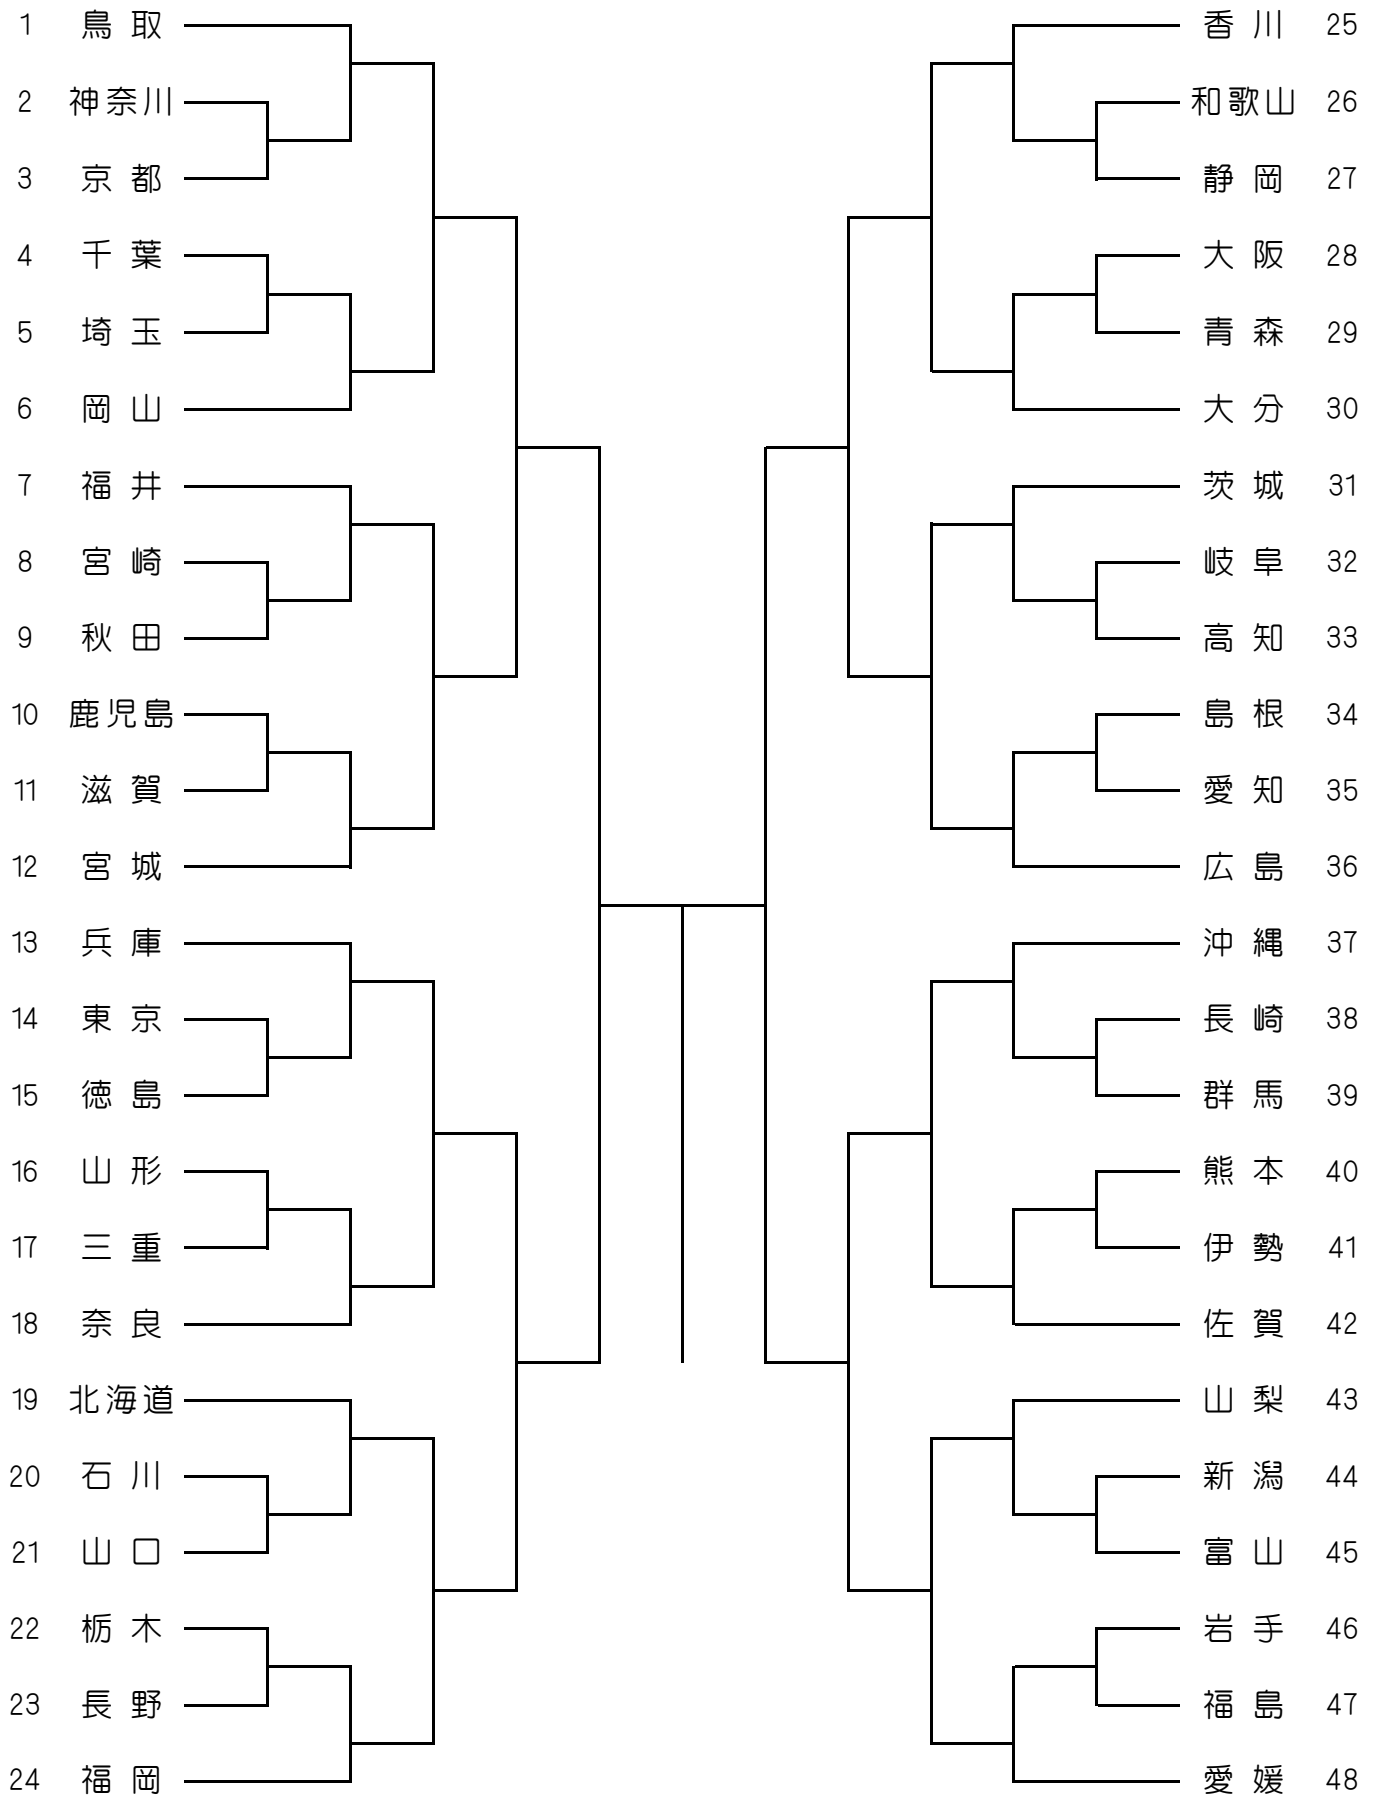 1 鳥取 香川 25
2 神奈川 和歌山 26
3 京都 静岡 27
4 千葉 大阪 28
5 埼玉 青森 29
6 岡山 大分 30
7 福井 茨城 31
8 宮崎 岐阜 32
9 秋田 高知 33
10 鹿児島 島根 34
11 滋賀 愛知 35
12 宮城 広島 36
13 兵庫 沖縄 37
14 東京 長崎 38
15 徳島 群馬 39
16 山形 熊本 40
17 三重 伊勢 41
18 奈良 佐賀 42
19 北海道 山梨 43
20 石川 新潟 44
21 山口 富山 45
22 栃木 岩手 46
23 長野 福島 47
24 福岡 愛媛 48